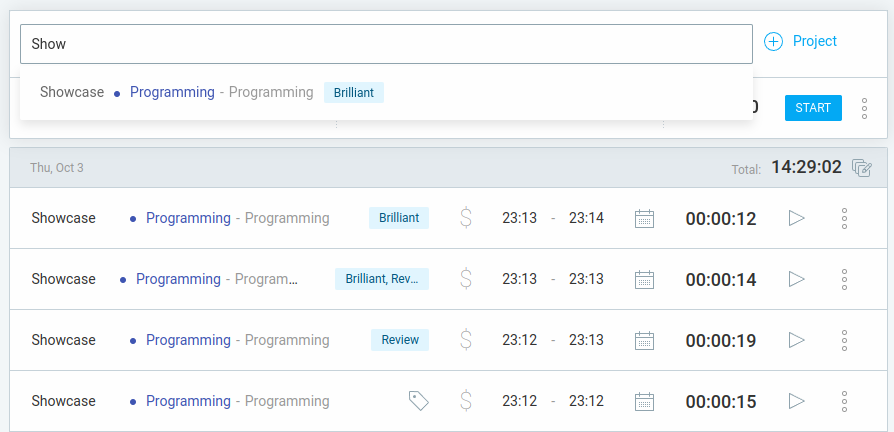 Show
Project
Showcase • Programming - Programming Brilliant
0 START
Thu, Oct 3 Total: 14:29:02
Showcase • Programming - Programming Brilliant $ 23:13 - 23:14 00:00:12
Showcase • Programming - Program... Brilliant, Rev... $ 23:13 - 23:13 00:00:14
Showcase • Programming - Programming Review $ 23:12 - 23:13 00:00:19
Showcase • Programming - Programming $ 23:12 - 23:12 00:00:15